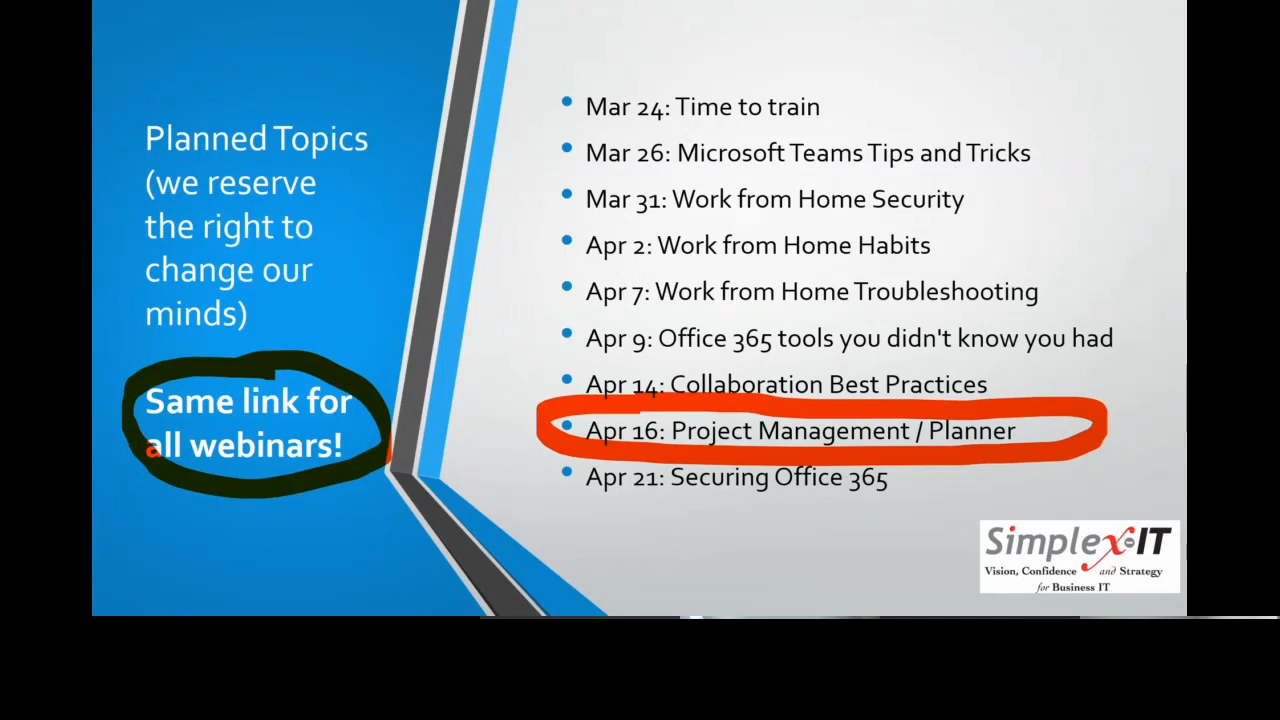 Planned Topics
(we reserve
the right to
change our
minds)
Same link for
all webinars!
Mar 24: Time to train
Mar 26: Microsoft Teams Tips and Tricks
Mar 31: Work from Home Security
Apr 2: Work from Home Habits
Apr 7: Work from Home Troubleshooting
Apr 9: Office 365 tools you didn't know you had
Apr 14: Collaboration Best Practices
Apr 16: Project Management / Planner
Apr 21: Securing Office 365
Simplex-IT
Vision, Confidence and Strategy
for Business IT